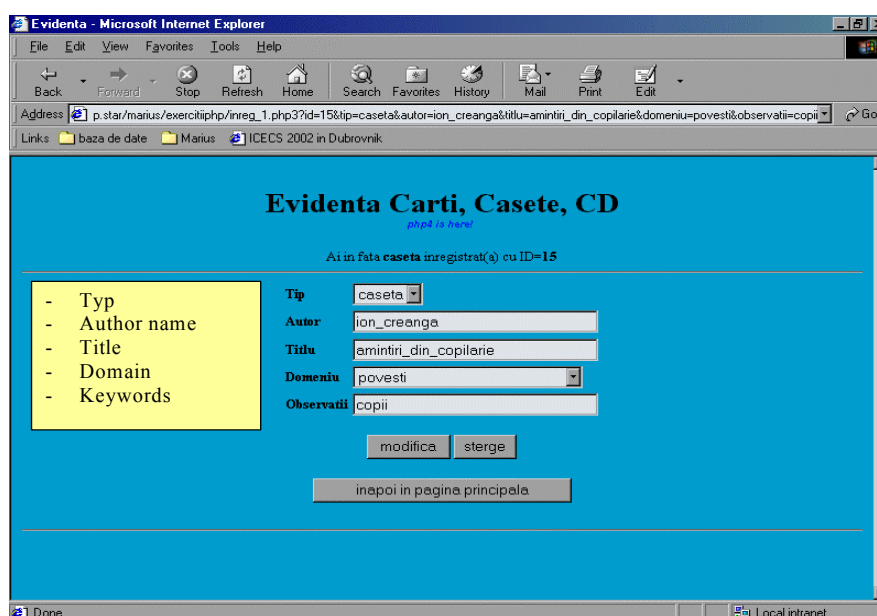 Evidenta - Microsoft Internet Explorer
File Edit View Favorites Tools Help
Back Forward Stop Refresh Home Search Favorites History Mail Print Edit
Address p.star/marius/exercitiiphp/inreg_1.php3?id=15&tip=caseta&autor=ion_creanga&titlu=amintiri_din_copilarie&domeniu=povesti&observatii=copii Go
Links baza de date Marius ICECS 2002 in Dubrovnik
Evidenta Carti, Casete, CD
php4 is here!
Ai in fata caseta inregistrat(a) cu ID=15
- Typ
- Author name
- Title
- Domain
- Keywords
Tip caseta
Autor ion_creanga
Titlu amintiri_din_copilarie
Domeniu povesti
Observatii copii
modifica sterge
inapoi in pagina principala
Done Local intranet